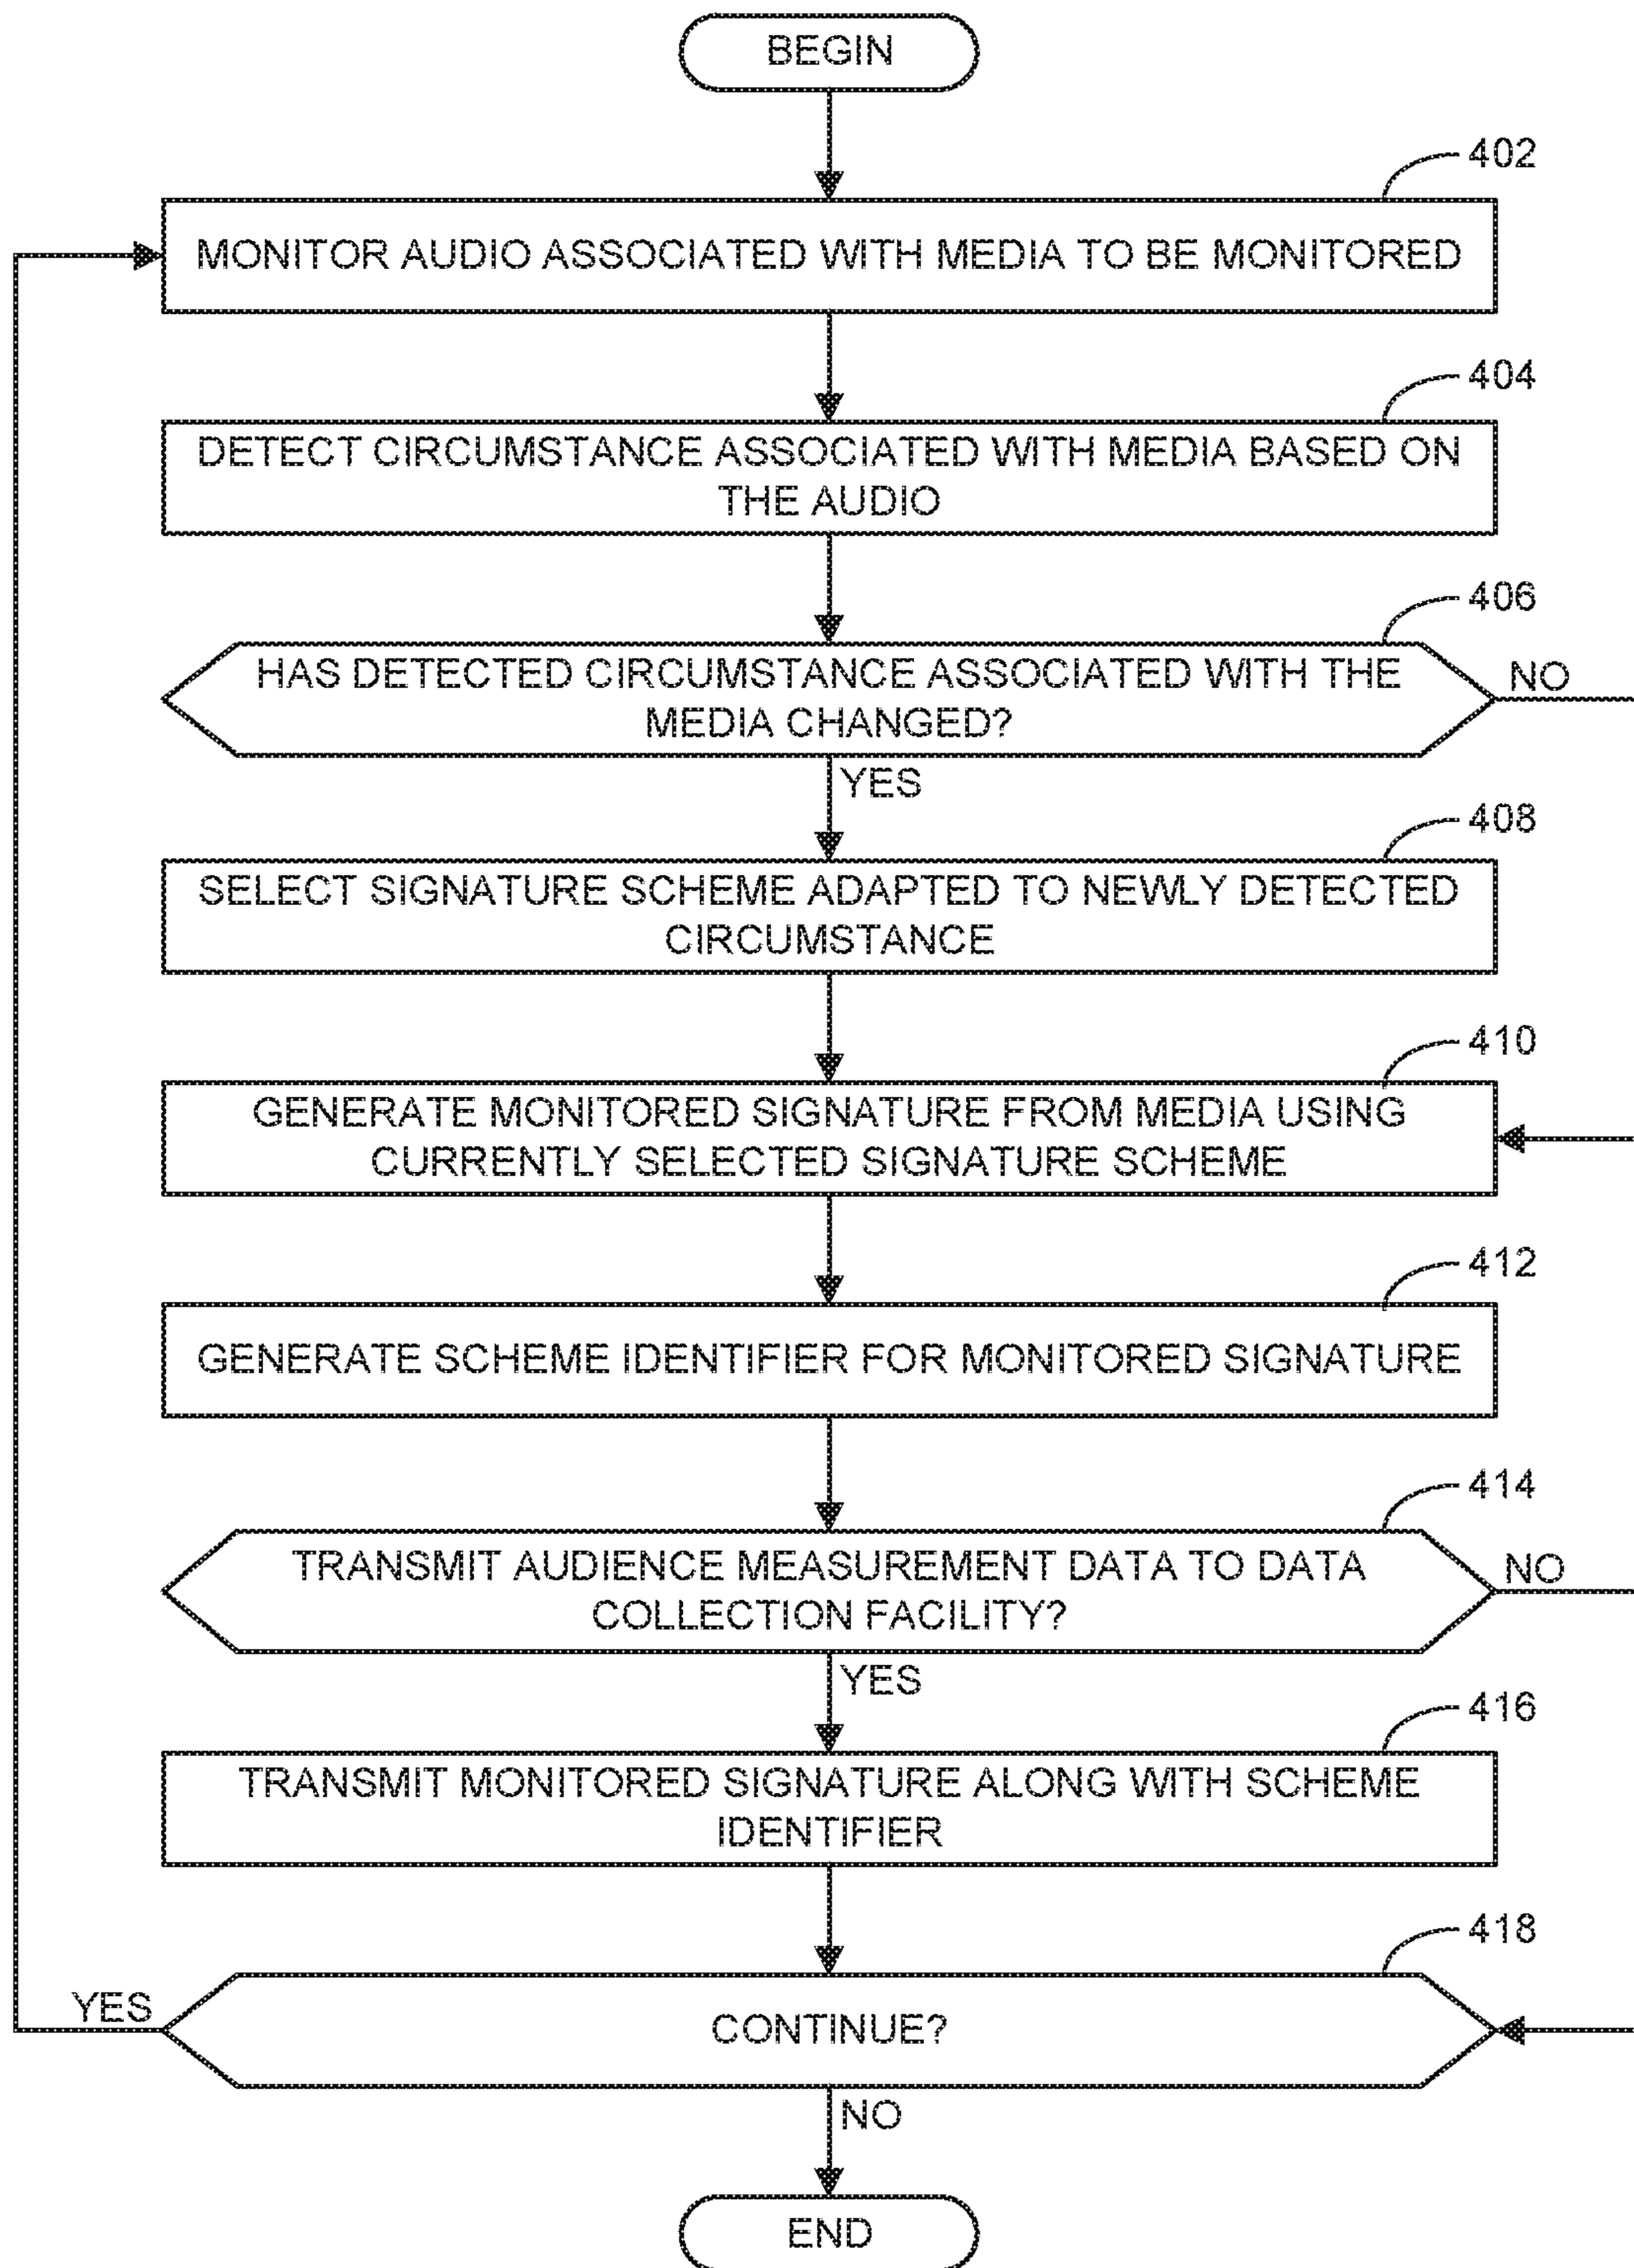 BEGIN
402
MONITOR AUDIO ASSOCIATED WITH MEDIA TO BE MONITORED
404
DETECT CIRCUMSTANCE ASSOCIATED WITH MEDIA BASED ON
THE AUDIO
406
HAS DETECTED CIRCUMSTANCE ASSOCIATED WITH THE
MEDIA CHANGED?
NO
YES
408
SELECT SIGNATURE SCHEME ADAPTED TO NEWLY DETECTED
CIRCUMSTANCE
410
GENERATE MONITORED SIGNATURE FROM MEDIA USING
CURRENTLY SELECTED SIGNATURE SCHEME
412
GENERATE SCHEME IDENTIFIER FOR MONITORED SIGNATURE
414
TRANSMIT AUDIENCE MEASUREMENT DATA TO DATA
COLLECTION FACILITY?
NO
YES
416
TRANSMIT MONITORED SIGNATURE ALONG WITH SCHEME
IDENTIFIER
418
YES
CONTINUE?
NO
END